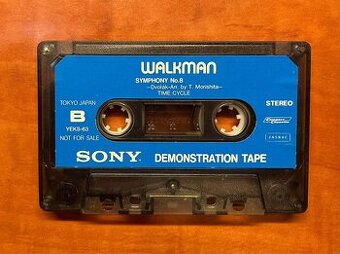 WALKMAN
SYMPHONY No.8
—Dvořák-Arr. by T. Morishita—
TIME CYCLE
TOKYO JAPAN
STEREO
B
YEKS-63
JASRAC
NOT FOR SALE
SONY DEMONSTRATION TAPE